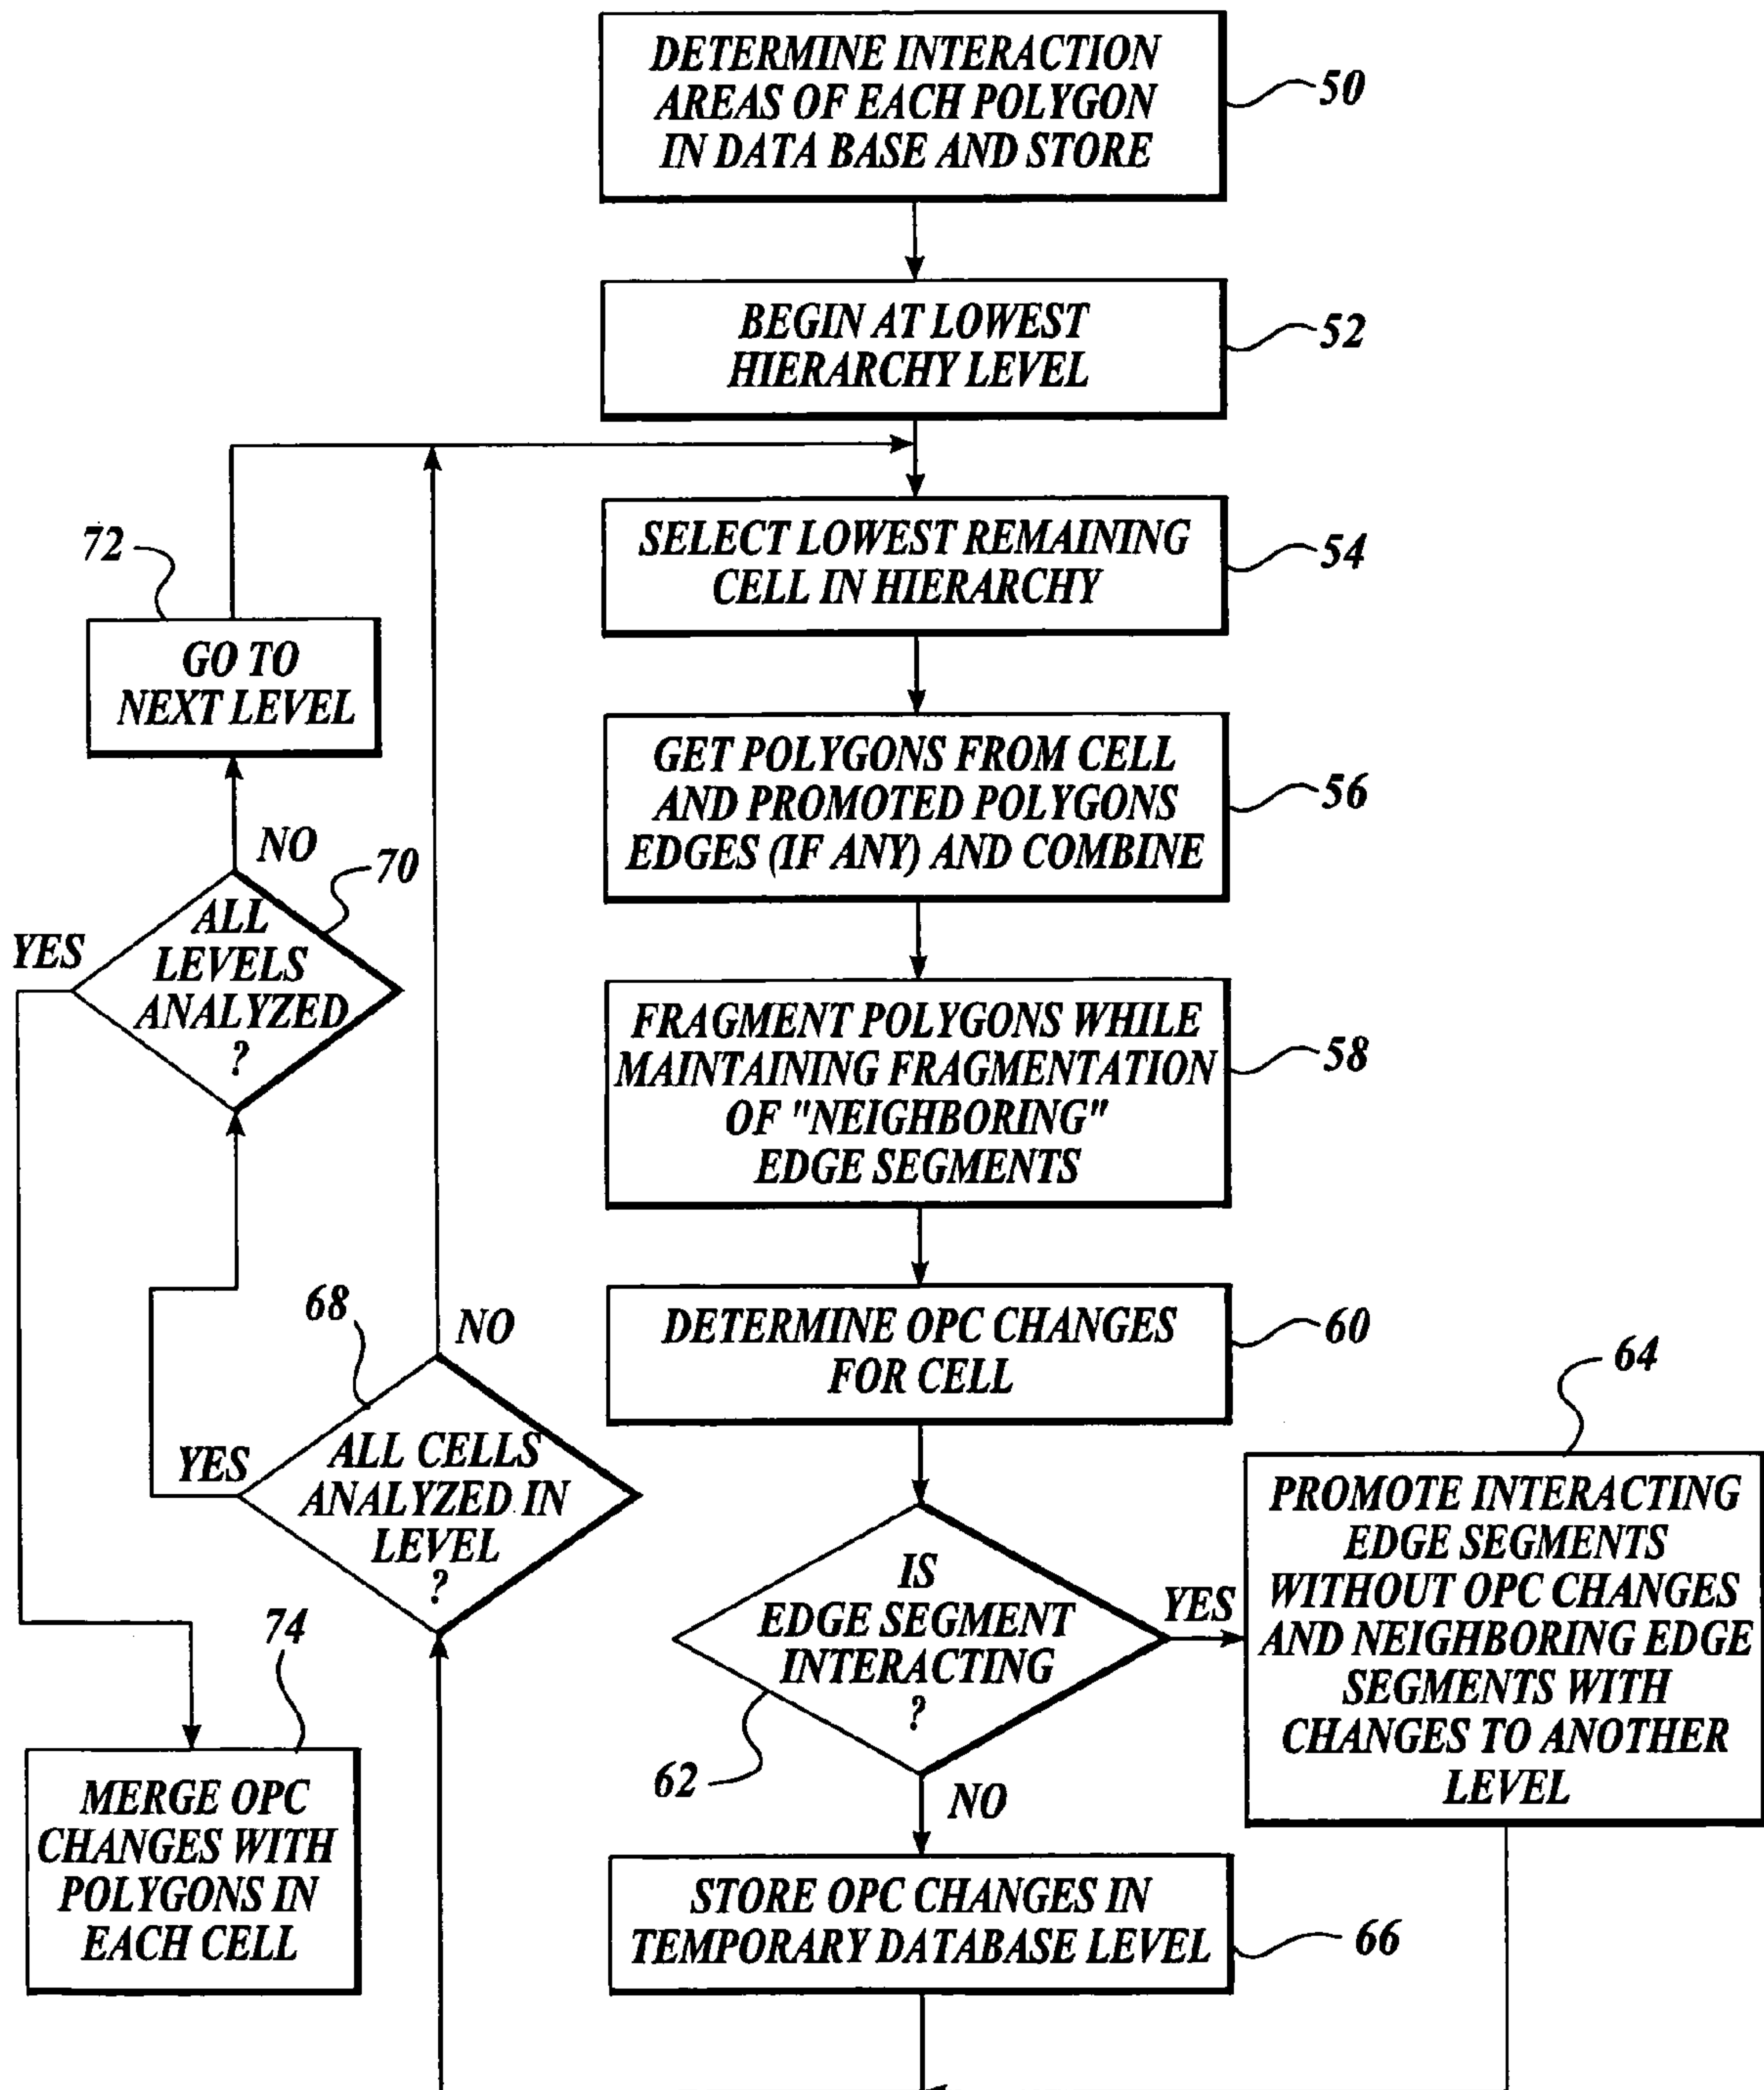 DETERMINE INTERACTION
AREAS OF EACH POLYGON
IN DATA BASE AND STORE
50
BEGIN AT LOWEST
HIERARCHY LEVEL
52
SELECT LOWEST REMAINING
CELL IN HIERARCHY
54
72
GO TO
NEXT LEVEL
GET POLYGONS FROM CELL
AND PROMOTED POLYGONS
EDGES (IF ANY) AND COMBINE
56
NO
70
YES
ALL
LEVELS
ANALYZED
?
FRAGMENT POLYGONS WHILE
MAINTAINING FRAGMENTATION
OF "NEIGHBORING"
EDGE SEGMENTS
58
68
NO
DETERMINE OPC CHANGES
FOR CELL
60
YES
ALL CELLS
ANALYZED IN
LEVEL
?
64
IS
EDGE SEGMENT
INTERACTING
?
YES
62
NO
PROMOTE INTERACTING
EDGE SEGMENTS
WITHOUT OPC CHANGES
AND NEIGHBORING EDGE
SEGMENTS WITH
CHANGES TO ANOTHER
LEVEL
74
MERGE OPC
CHANGES WITH
POLYGONS IN
EACH CELL
STORE OPC CHANGES IN
TEMPORARY DATABASE LEVEL
66